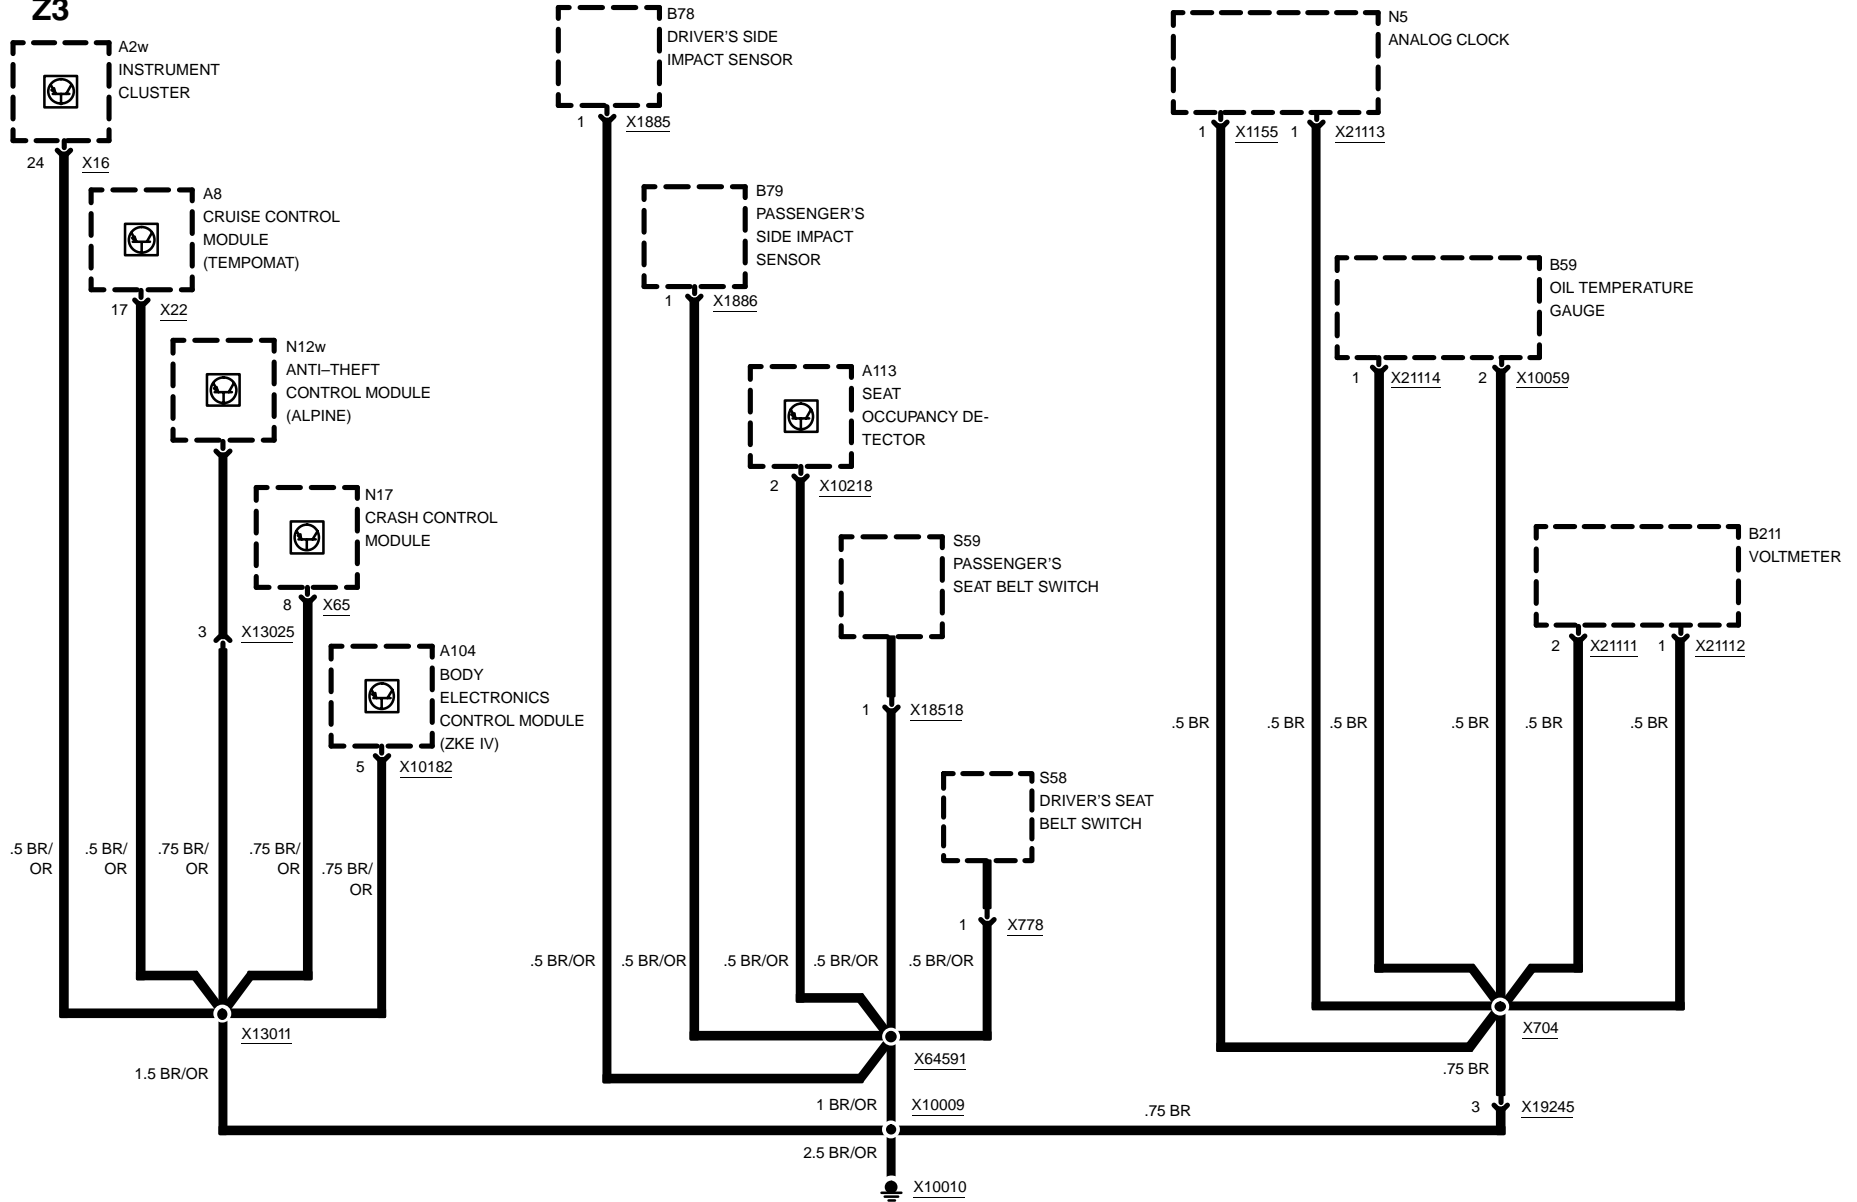 Z3
A2w
INSTRUMENT
CLUSTER
24 X16
A8
CRUISE CONTROL
MODULE
(TEMPOMAT)
17 X22
N12w
ANTI–THEFT
CONTROL MODULE
(ALPINE)
N17
CRASH CONTROL
MODULE
8 X65
3 X13025
A104
BODY
ELECTRONICS
CONTROL MODULE
(ZKE IV)
5 X10182
.5 BR/
OR
.5 BR/
OR
.75 BR/
OR
.75 BR/
OR
.75 BR/
OR
X13011
1.5 BR/OR
B78
DRIVER'S SIDE
IMPACT SENSOR
1 X1885
B79
PASSENGER'S
SIDE IMPACT
SENSOR
1 X1886
A113
SEAT
OCCUPANCY DE-
TECTOR
2 X10218
S59
PASSENGER'S
SEAT BELT SWITCH
1 X18518
S58
DRIVER'S SEAT
BELT SWITCH
1 X778
.5 BR/OR .5 BR/OR .5 BR/OR .5 BR/OR .5 BR/OR
X64591
1 BR/OR X10009
2.5 BR/OR
X10010
N5
ANALOG CLOCK
1 X1155 1 X21113
B59
OIL TEMPERATURE
GAUGE
1 X21114 2 X10059
B211
VOLTMETER
2 X21111 1 X21112
.5 BR .5 BR .5 BR .5 BR .5 BR .5 BR
X704
.75 BR
3 X19245
.75 BR